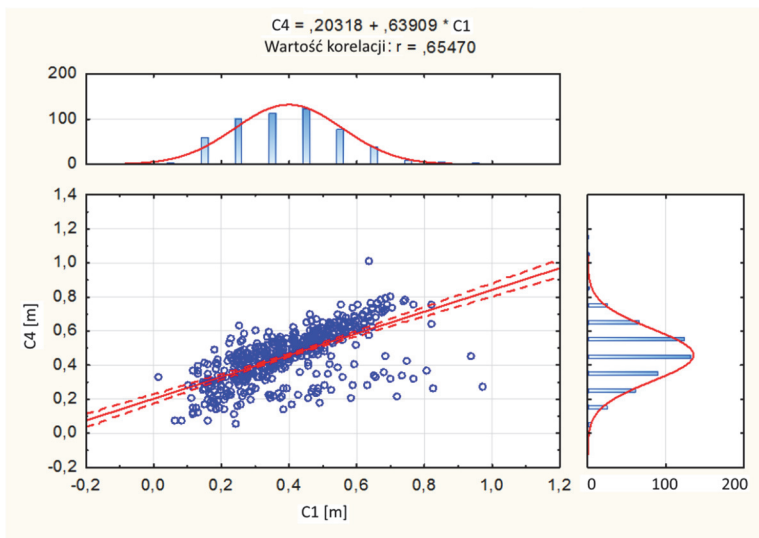 C4 = ,20318 + ,63909 * C1
Wartość korelacji: r = ,65470
200
100
0
1,4
1,2
1,0
0,8
0,6
0,4
0,2
0,0
-0,2
C4 [m]
-0,2 0,0 0,2 0,4 0,6 0,8 1,0 1,2
C1 [m]
0 100 200